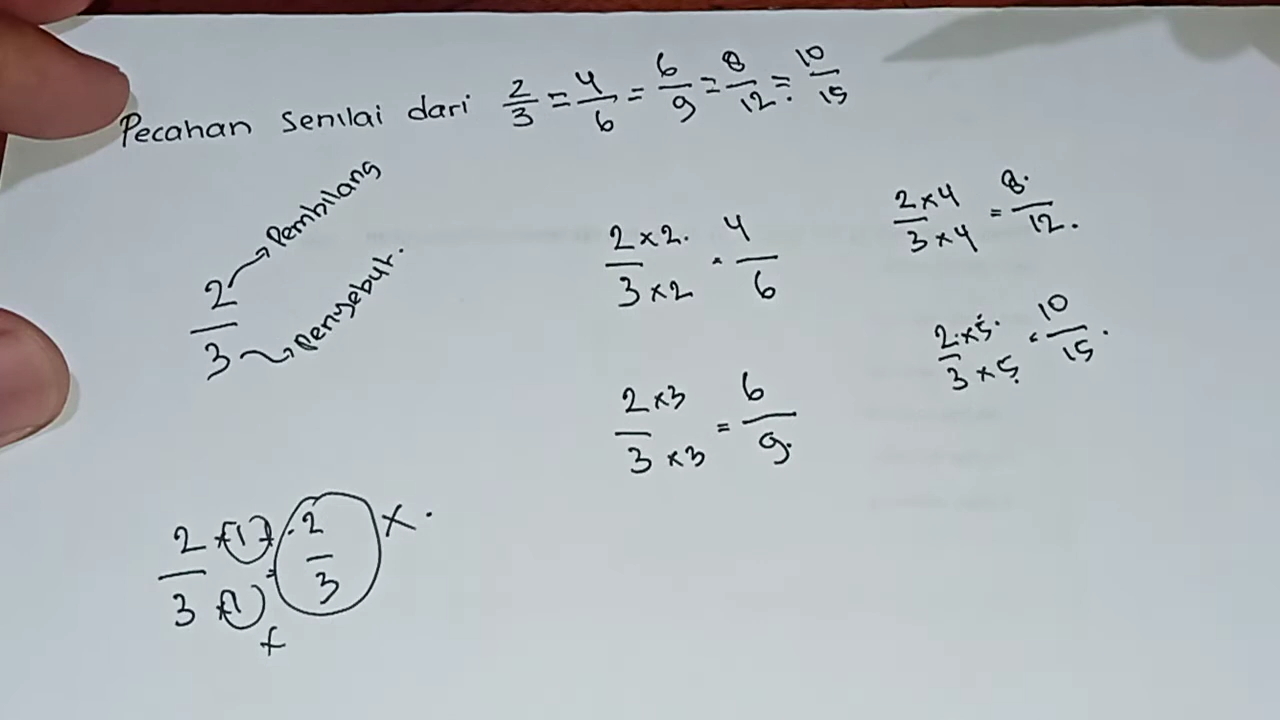 Pecahan senilai dari 2/3 = 4/6 = 6/9 = 8/12 = 10/15
2/3
Pembilang
Penyebut.
2 x 2 / 3 x 2 = 4/6
2 x 3 / 3 x 3 = 6/9.
2 x 4 / 3 x 4 = 8/12.
2 x 5 / 3 x 5 = 10/15.
2 x 1 / 3 x 1 = 2/3 x.
x